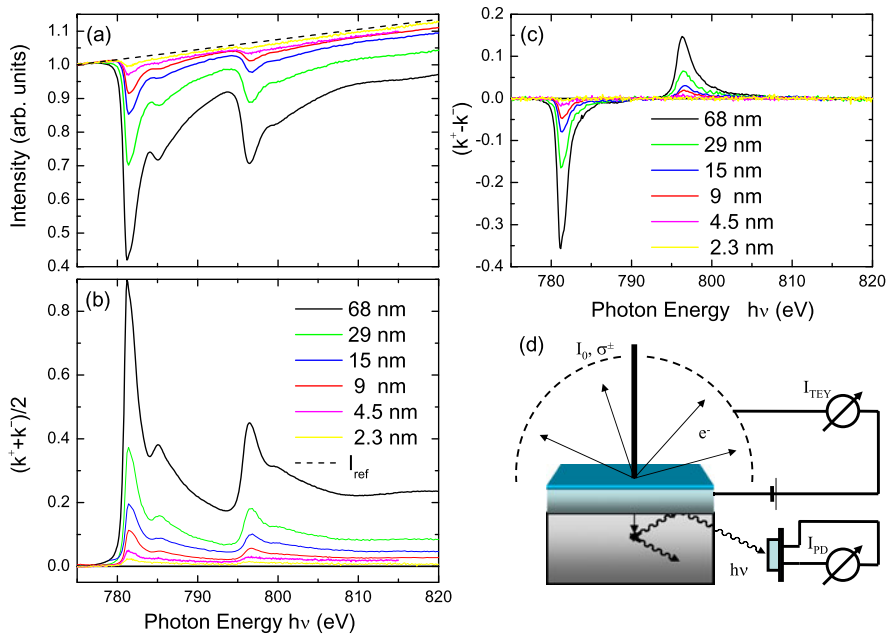 (a)
Intensity (arb. units)
1.1
1.0
0.9
0.8
0.7
0.6
0.5
0.4
(b)
(k⁺+k⁻)/2
0.8
0.6
0.4
0.2
0.0
68 nm
29 nm
15 nm
9 nm
4.5 nm
2.3 nm
I_ref
780 790 800 810 820
Photon Energy hν (eV)
(c)
(k⁺-k⁻)
0.2
0.1
0.0
-0.1
-0.2
-0.3
-0.4
68 nm
29 nm
15 nm
9 nm
4.5 nm
2.3 nm
780 790 800 810 820
Photon Energy hν (eV)
(d)
I₀, σ±
I_TEY
e⁻
I_PD
hν